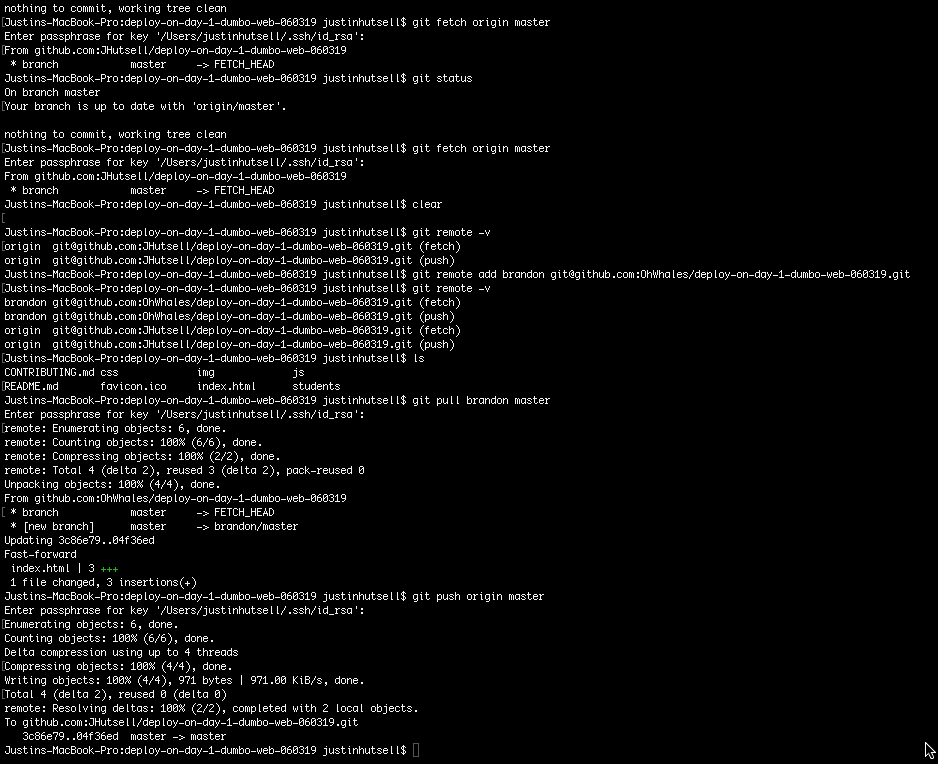 nothing to commit, working tree clean
[Justins-MacBook-Pro:deploy-on-day-1-dumbo-web-060319 justinhutsell$ git fetch origin master
Enter passphrase for key '/Users/justinhutsell/.ssh/id_rsa':
[From github.com:JHutsell/deploy-on-day-1-dumbo-web-060319
 * branch            master     -> FETCH_HEAD
Justins-MacBook-Pro:deploy-on-day-1-dumbo-web-060319 justinhutsell$ git status
On branch master
[Your branch is up to date with 'origin/master'.

nothing to commit, working tree clean
[Justins-MacBook-Pro:deploy-on-day-1-dumbo-web-060319 justinhutsell$ git fetch origin master
Enter passphrase for key '/Users/justinhutsell/.ssh/id_rsa':
From github.com:JHutsell/deploy-on-day-1-dumbo-web-060319
 * branch            master     -> FETCH_HEAD
Justins-MacBook-Pro:deploy-on-day-1-dumbo-web-060319 justinhutsell$ clear
[
Justins-MacBook-Pro:deploy-on-day-1-dumbo-web-060319 justinhutsell$ git remote -v
[origin  git@github.com:JHutsell/deploy-on-day-1-dumbo-web-060319.git (fetch)
origin  git@github.com:JHutsell/deploy-on-day-1-dumbo-web-060319.git (push)
Justins-MacBook-Pro:deploy-on-day-1-dumbo-web-060319 justinhutsell$ git remote add brandon git@github.com:OhWhales/deploy-on-day-1-dumbo-web-060319.git
[Justins-MacBook-Pro:deploy-on-day-1-dumbo-web-060319 justinhutsell$ git remote -v
brandon git@github.com:OhWhales/deploy-on-day-1-dumbo-web-060319.git (fetch)
brandon git@github.com:OhWhales/deploy-on-day-1-dumbo-web-060319.git (push)
origin  git@github.com:JHutsell/deploy-on-day-1-dumbo-web-060319.git (fetch)
origin  git@github.com:JHutsell/deploy-on-day-1-dumbo-web-060319.git (push)
[Justins-MacBook-Pro:deploy-on-day-1-dumbo-web-060319 justinhutsell$ ls
CONTRIBUTING.md css             img             js
[README.md       favicon.ico     index.html      students
Justins-MacBook-Pro:deploy-on-day-1-dumbo-web-060319 justinhutsell$ git pull brandon master
Enter passphrase for key '/Users/justinhutsell/.ssh/id_rsa':
[remote: Enumerating objects: 6, done.
remote: Counting objects: 100% (6/6), done.
remote: Compressing objects: 100% (2/2), done.
remote: Total 4 (delta 2), reused 3 (delta 2), pack-reused 0
Unpacking objects: 100% (4/4), done.
From github.com:OhWhales/deploy-on-day-1-dumbo-web-060319
[ * branch            master     -> FETCH_HEAD
 * [new branch]      master     -> brandon/master
Updating 3c86e79..04f36ed
Fast-forward
 index.html | 3 +++
 1 file changed, 3 insertions(+)
Justins-MacBook-Pro:deploy-on-day-1-dumbo-web-060319 justinhutsell$ git push origin master
Enter passphrase for key '/Users/justinhutsell/.ssh/id_rsa':
[Enumerating objects: 6, done.
Counting objects: 100% (6/6), done.
Delta compression using up to 4 threads
[Compressing objects: 100% (4/4), done.
Writing objects: 100% (4/4), 971 bytes | 971.00 KiB/s, done.
[Total 4 (delta 2), reused 0 (delta 0)
remote: Resolving deltas: 100% (2/2), completed with 2 local objects.
To github.com:JHutsell/deploy-on-day-1-dumbo-web-060319.git
   3c86e79..04f36ed  master -> master
Justins-MacBook-Pro:deploy-on-day-1-dumbo-web-060319 justinhutsell$